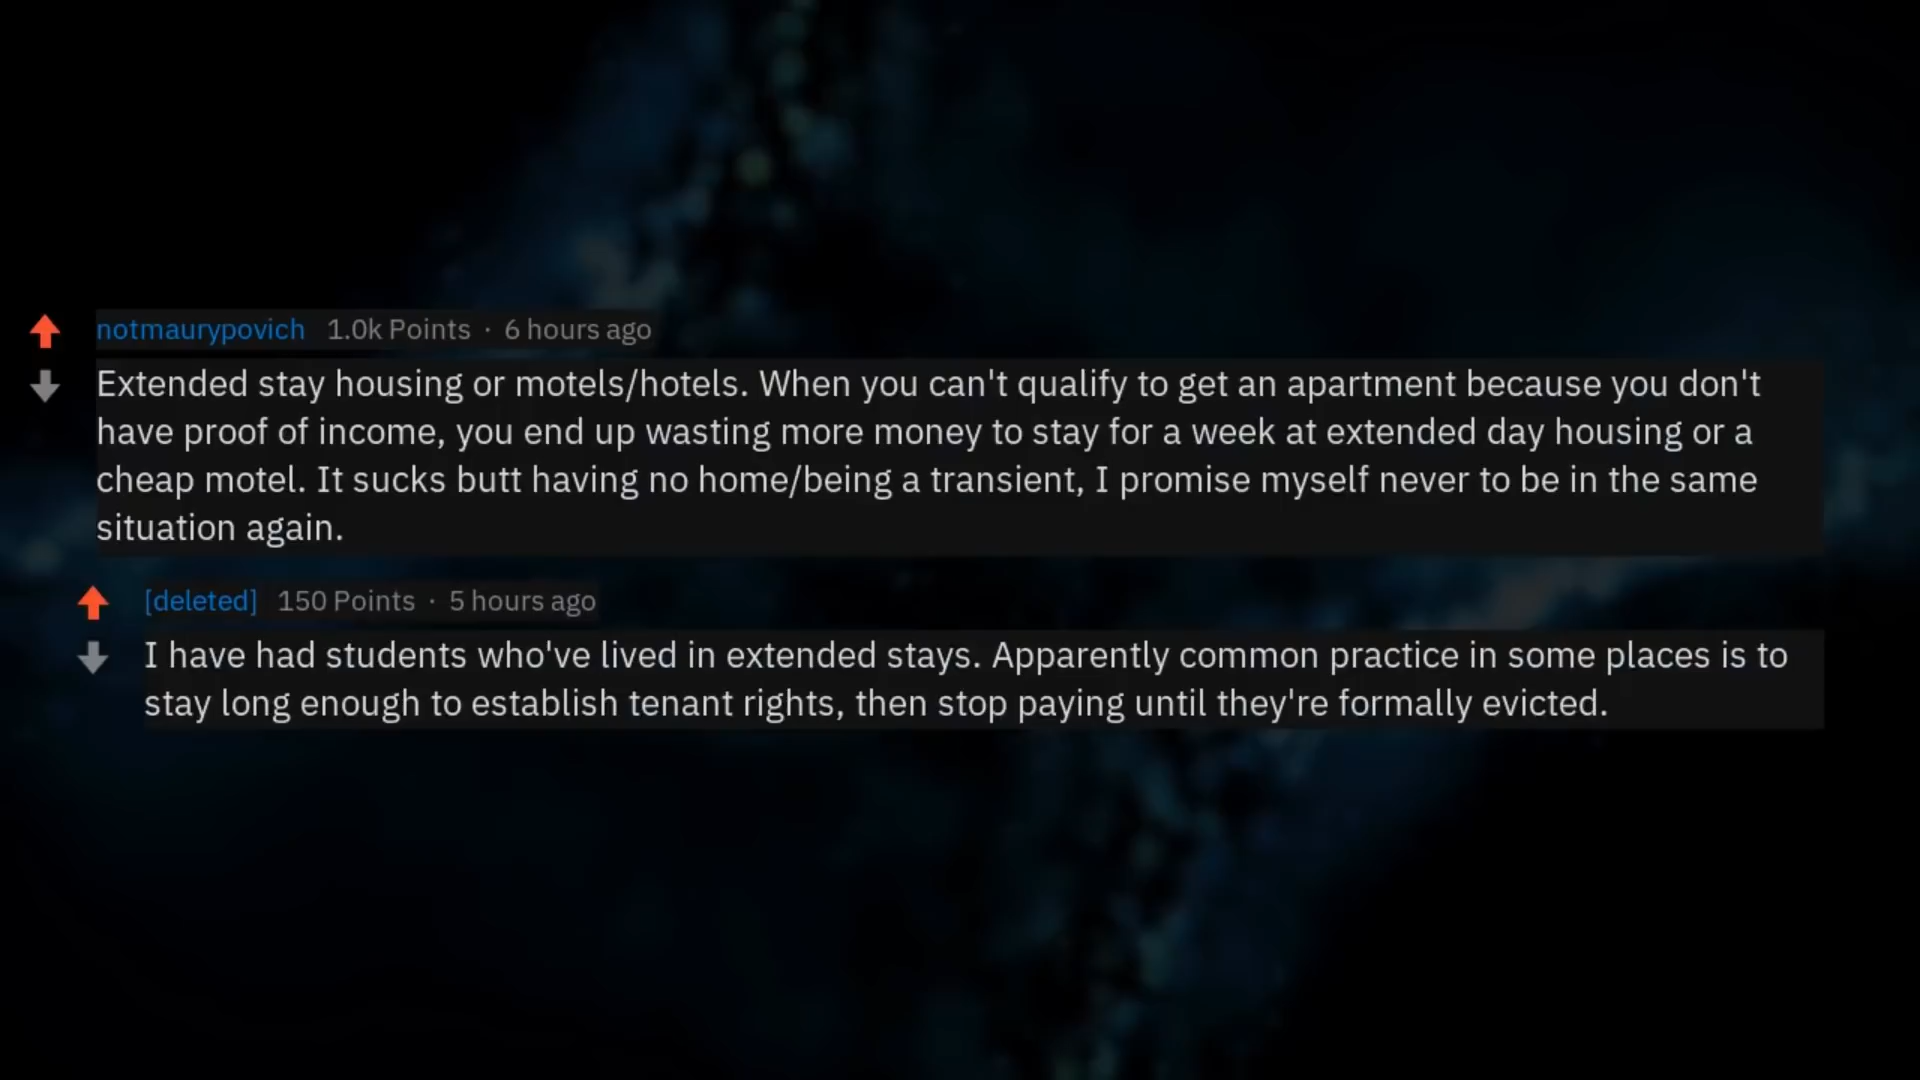 notmaurypovich 1.0k Points · 6 hours ago
Extended stay housing or motels/hotels. When you can't qualify to get an apartment because you don't
have proof of income, you end up wasting more money to stay for a week at extended day housing or a
cheap motel. It sucks butt having no home/being a transient, I promise myself never to be in the same
situation again.
[deleted] 150 Points · 5 hours ago
I have had students who've lived in extended stays. Apparently common practice in some places is to
stay long enough to establish tenant rights, then stop paying until they're formally evicted.